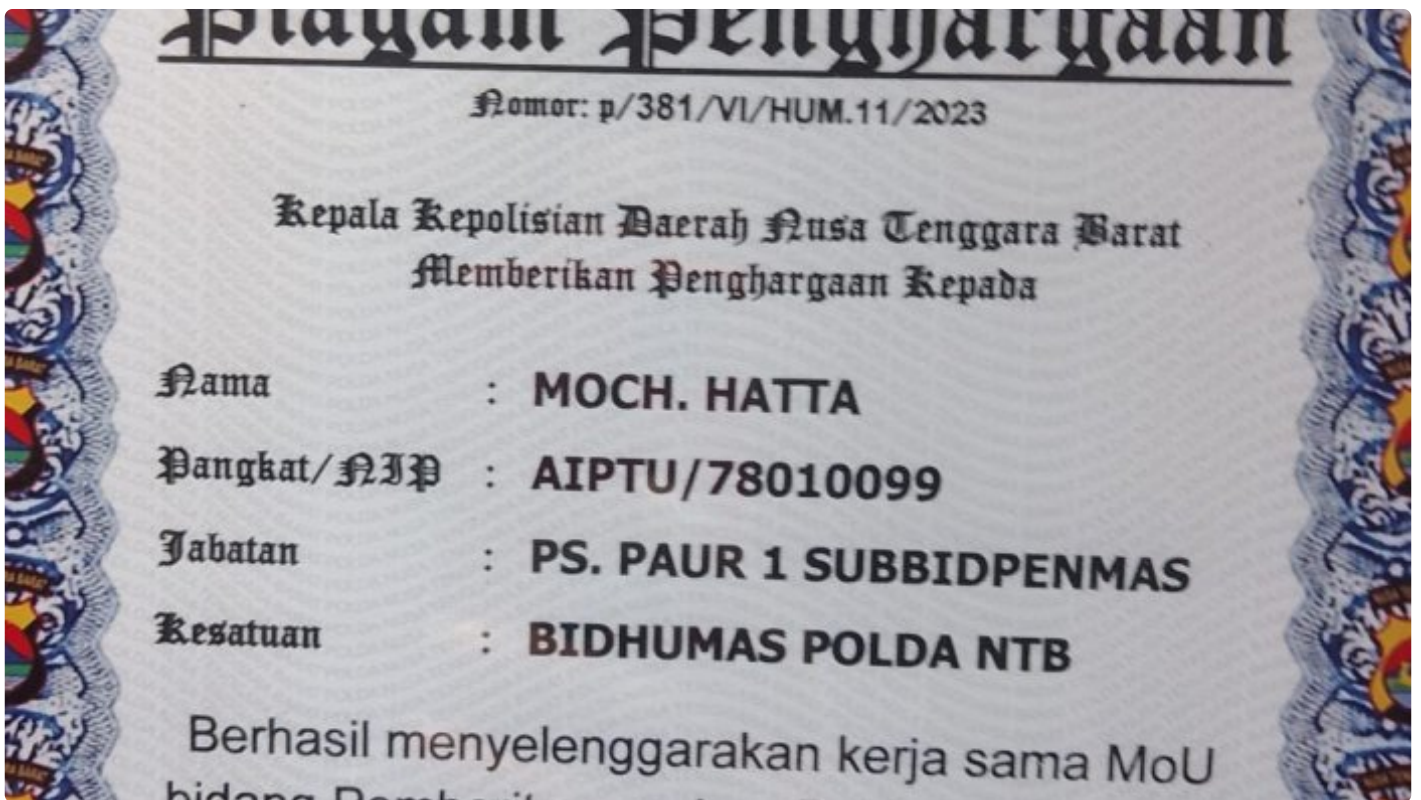 Piagam Penghargaan
Nomor: p/381/VI/HUM.11/2023
Kepala Kepolisian Daerah Nusa Tenggara Barat
Memberikan Penghargaan Kepada
Nama : MOCH. HATTA
Pangkat/NIP : AIPTU/78010099
Jabatan : PS. PAUR 1 SUBBIDPENMAS
Kesatuan : BIDHUMAS POLDA NTB
Berhasil menyelenggarakan kerja sama MoU
bidang